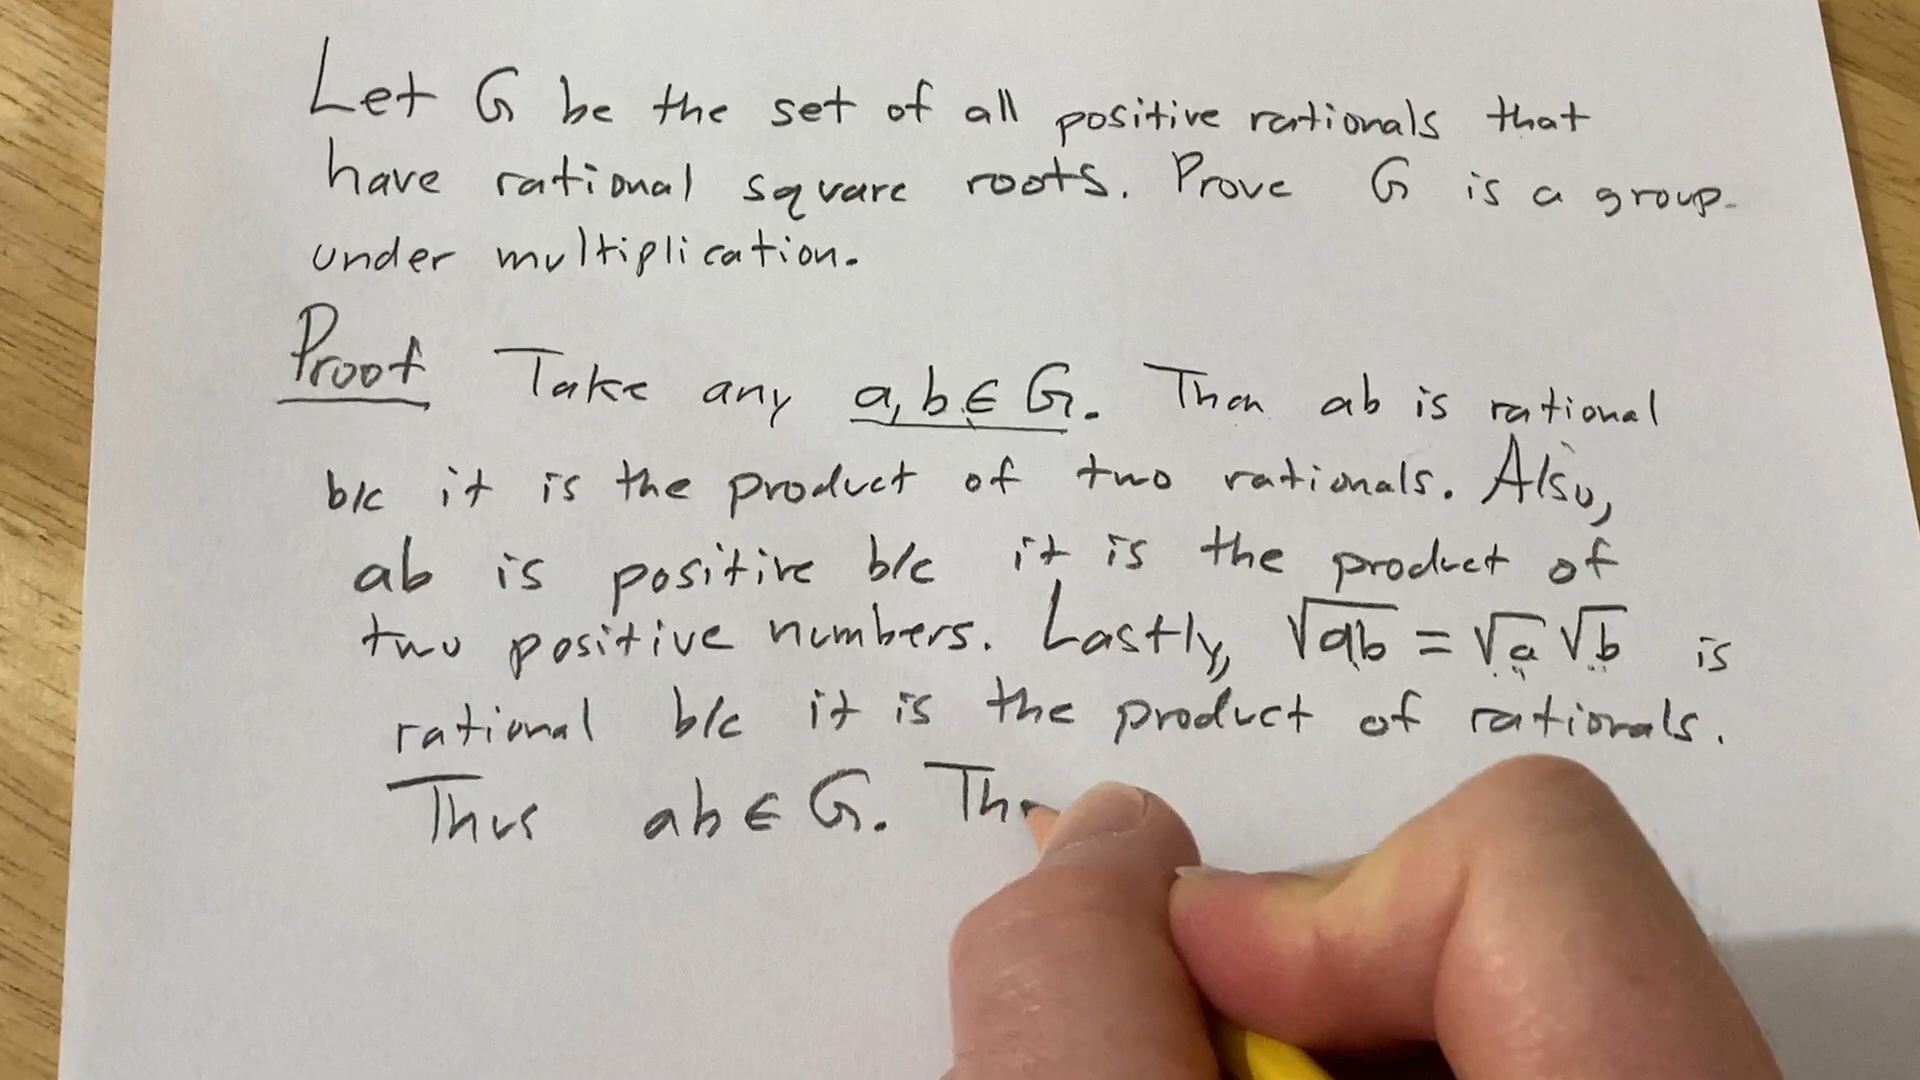 Let G be the set of all positive rationals that
have rational square roots. Prove G is a group
under multiplication.
Proof Take any a, b ∈ G. Then ab is rational
b/c it is the product of two rationals. Also,
ab is positive b/c it is the product of
two positive numbers. Lastly, √ab = √a √b is
rational b/c it is the product of rationals.
Thus ab ∈ G.